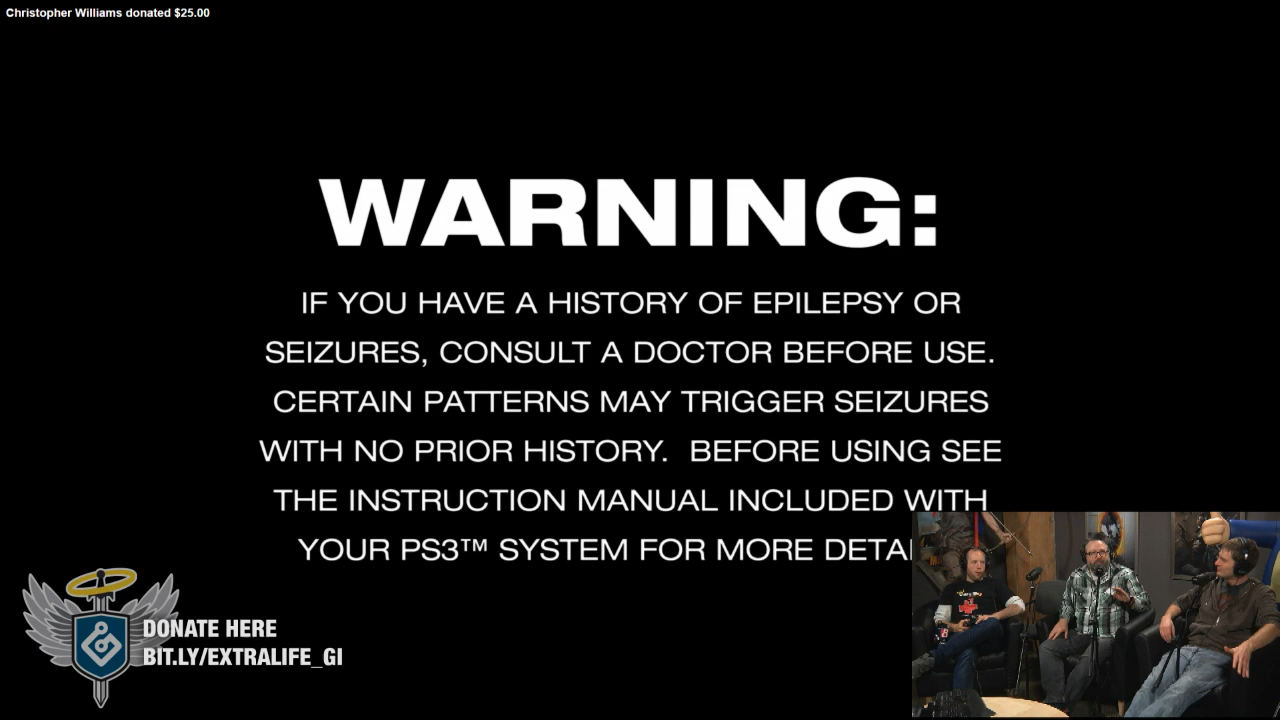 Christopher Williams donated $25.00
WARNING:
IF YOU HAVE A HISTORY OF EPILEPSY OR
SEIZURES, CONSULT A DOCTOR BEFORE USE.
CERTAIN PATTERNS MAY TRIGGER SEIZURES
WITH NO PRIOR HISTORY. BEFORE USING SEE
THE INSTRUCTION MANUAL INCLUDED WITH
YOUR PS3™ SYSTEM FOR MORE DETAI
DONATE HERE
BIT.LY/EXTRALIFE_GI